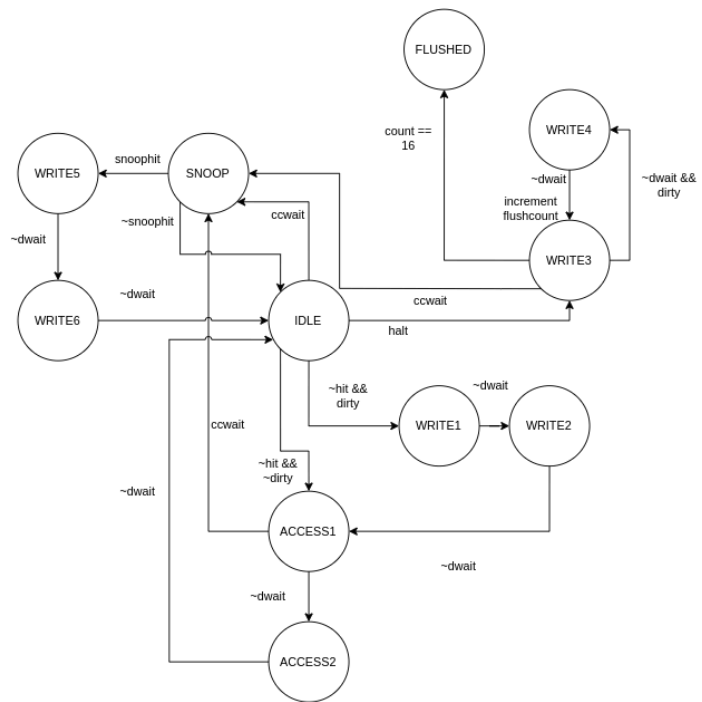 FLUSHED
count ==
16
WRITE4
~dwait
increment
flushcount
~dwait &&
dirty
WRITE3
WRITE5
snoophit
SNOOP
~snoophit
ccwait
~dwait
ccwait
WRITE6
~dwait
IDLE
halt
~hit &&
dirty
~dwait
WRITE1
WRITE2
ccwait
~hit &&
~dirty
~dwait
ACCESS1
~dwait
~dwait
ACCESS2